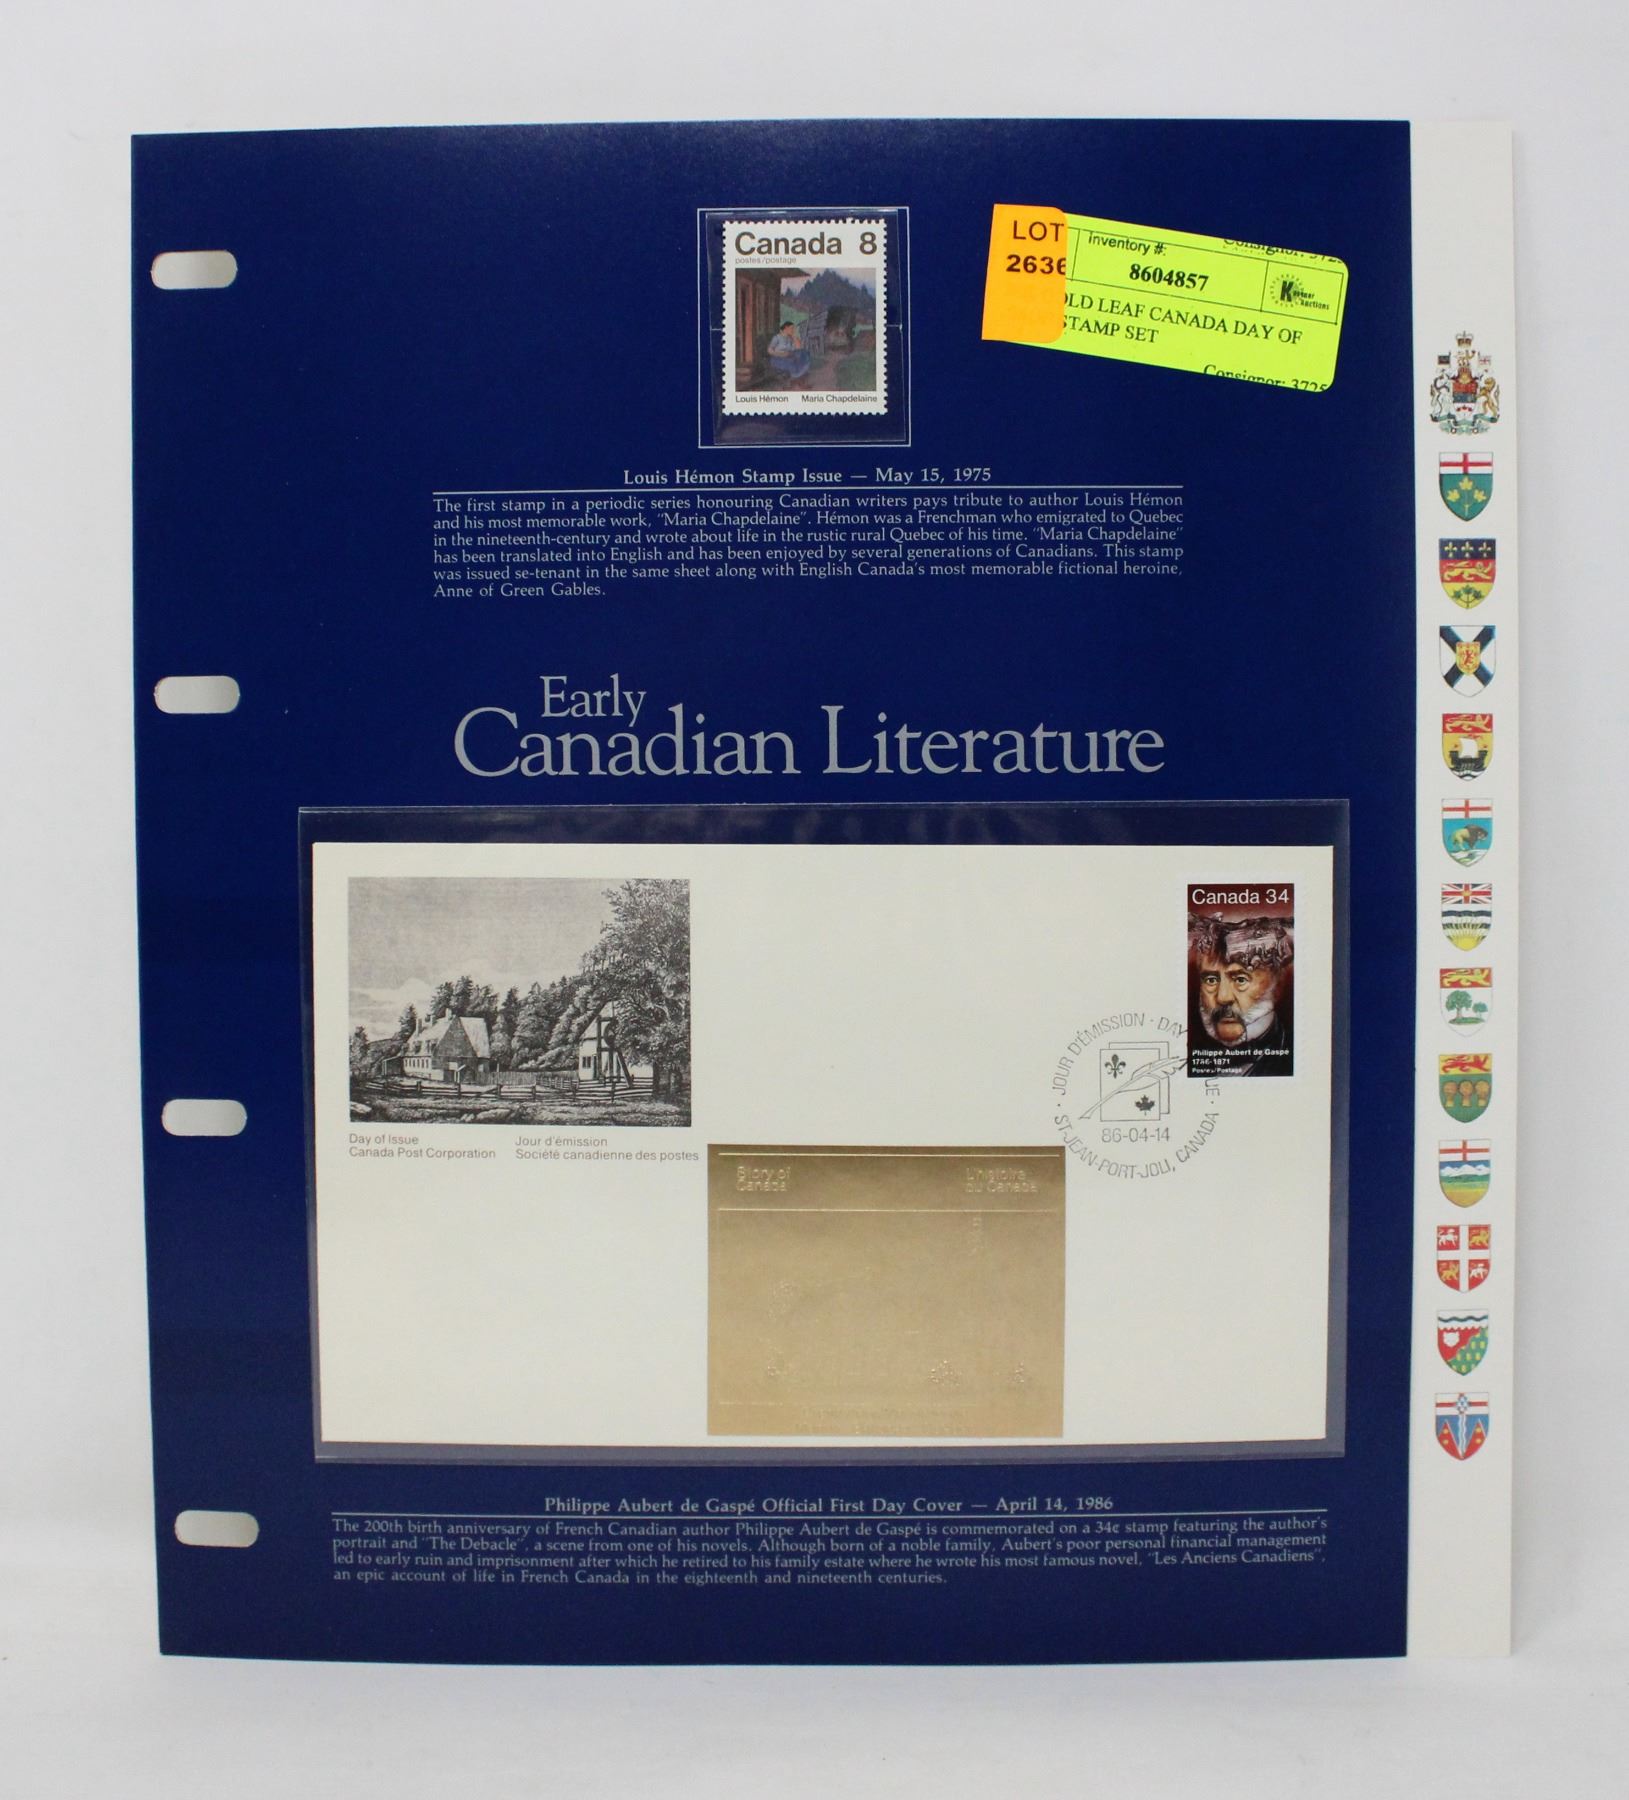 Canada 8
postes/postage
Louis Hémon Maria Chapdelaine
LOT
2636
Inventory #:
8604857
OLD LEAF CANADA DAY OF
STAMP SET
Consignor: 3725
Louis Hémon Stamp Issue — May 15, 1975
The first stamp in a periodic series honouring Canadian writers pays tribute to author Louis Hémon
and his most memorable work, "Maria Chapdelaine". Hémon was a Frenchman who emigrated to Quebec
in the nineteenth-century and wrote about life in the rustic rural Quebec of his time. "Maria Chapdelaine"
has been translated into English and has been enjoyed by several generations of Canadians. This stamp
was issued se-tenant in the same sheet along with English Canada's most memorable fictional heroine,
Anne of Green Gables.
Early
Canadian Literature
Canada 34
Philippe Aubert de Gaspé
1786-1871
Postes/Postage
JOUR D'ÉMISSION · DAY
86-04-14
ST-JEAN-PORT-JOLI, CANADA
Day of Issue Jour d'émission
Canada Post Corporation Société canadienne des postes
Story of L'histoire
Canada du Canada
Philippe Aubert de Gaspé Official First Day Cover — April 14, 1986
The 200th birth anniversary of French Canadian author Philippe Aubert de Gaspé is commemorated on a 34¢ stamp featuring the author's
portrait and "The Debacle", a scene from one of his novels. Although born of a noble family, Aubert's poor personal financial management
led to early ruin and imprisonment after which he retired to his family estate where he wrote his most famous novel, "Les Anciens Canadiens",
an epic account of life in French Canada in the eighteenth and nineteenth centuries.